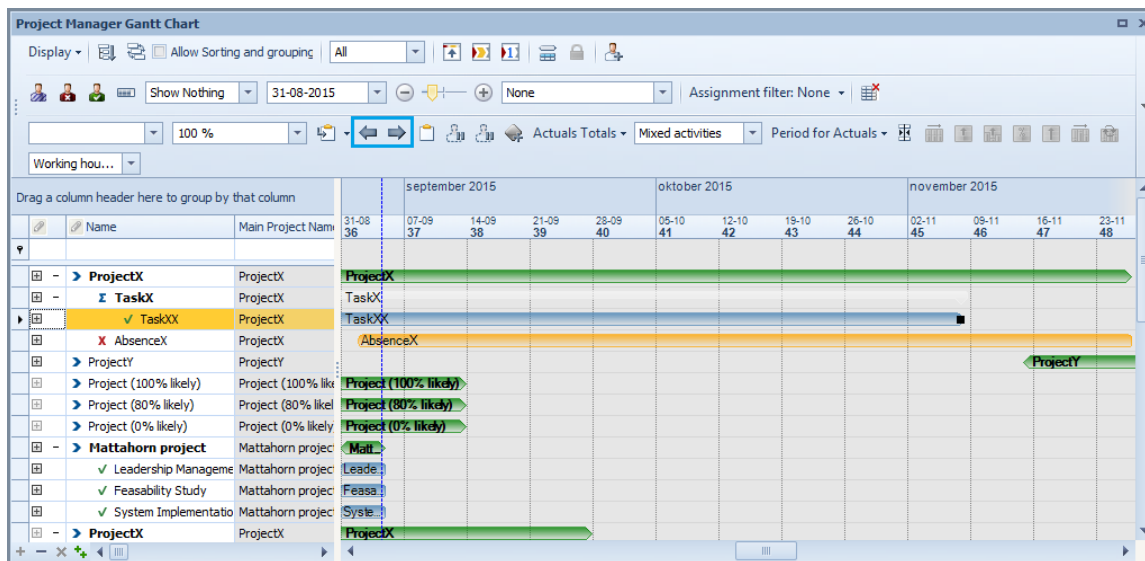 Project Manager Gantt Chart
Display Allow Sorting and grouping All
Show Nothing 31-08-2015 None Assignment filter: None
100 % Actuals Totals Mixed activities Period for Actuals
Working hou...
Drag a column header here to group by that column
september 2015 oktober 2015 november 2015
Name Main Project Nam
31-08 07-09 14-09 21-09 28-09 05-10 12-10 19-10 26-10 02-11 09-11 16-11 23-11
36 37 38 39 40 41 42 43 44 45 46 47 48
ProjectX ProjectX ProjectX
Σ TaskX ProjectX TaskX
TaskXX ProjectX TaskXX
X AbsenceX ProjectX AbsenceX
ProjectY ProjectY ProjectY
Project (100% likely) Project (100% like Project (100% likely)
Project (80% likely) Project (80% likel Project (80% likely)
Project (0% likely) Project (0% likely Project (0% likely)
Mattahorn project Mattahorn projec Matt...
Leadership Manageme Mattahorn projec Leade...
Feasability Study Mattahorn projec Feasa...
System Implementatio Mattahorn projec Syste...
ProjectX ProjectX ProjectX